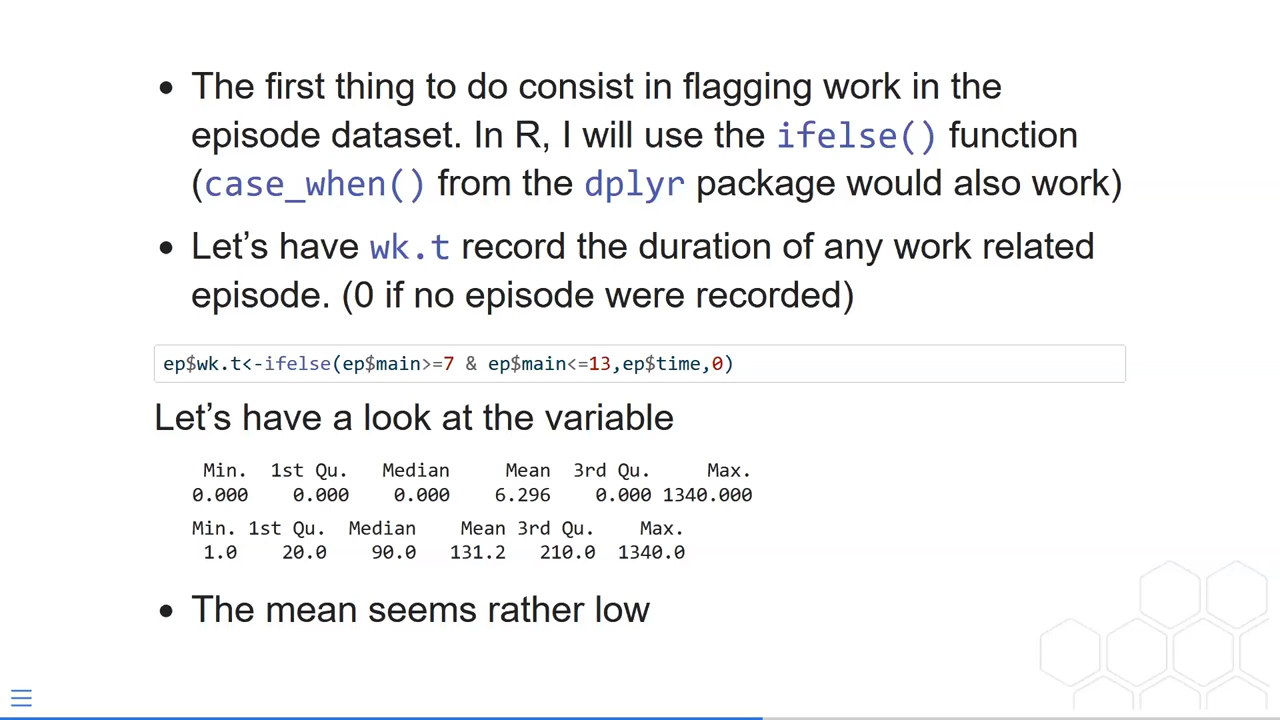 • The first thing to do consist in flagging work in the
episode dataset. In R, I will use the ifelse() function
(case_when() from the dplyr package would also work)
• Let’s have wk.t record the duration of any work related
episode. (0 if no episode were recorded)
ep$wk.t<-ifelse(ep$main>=7 & ep$main<=13,ep$time,0)
Let’s have a look at the variable
Min. 1st Qu. Median Mean 3rd Qu. Max.
0.000 0.000 0.000 6.296 0.000 1340.000
Min. 1st Qu. Median Mean 3rd Qu. Max.
1.0 20.0 90.0 131.2 210.0 1340.0
• The mean seems rather low